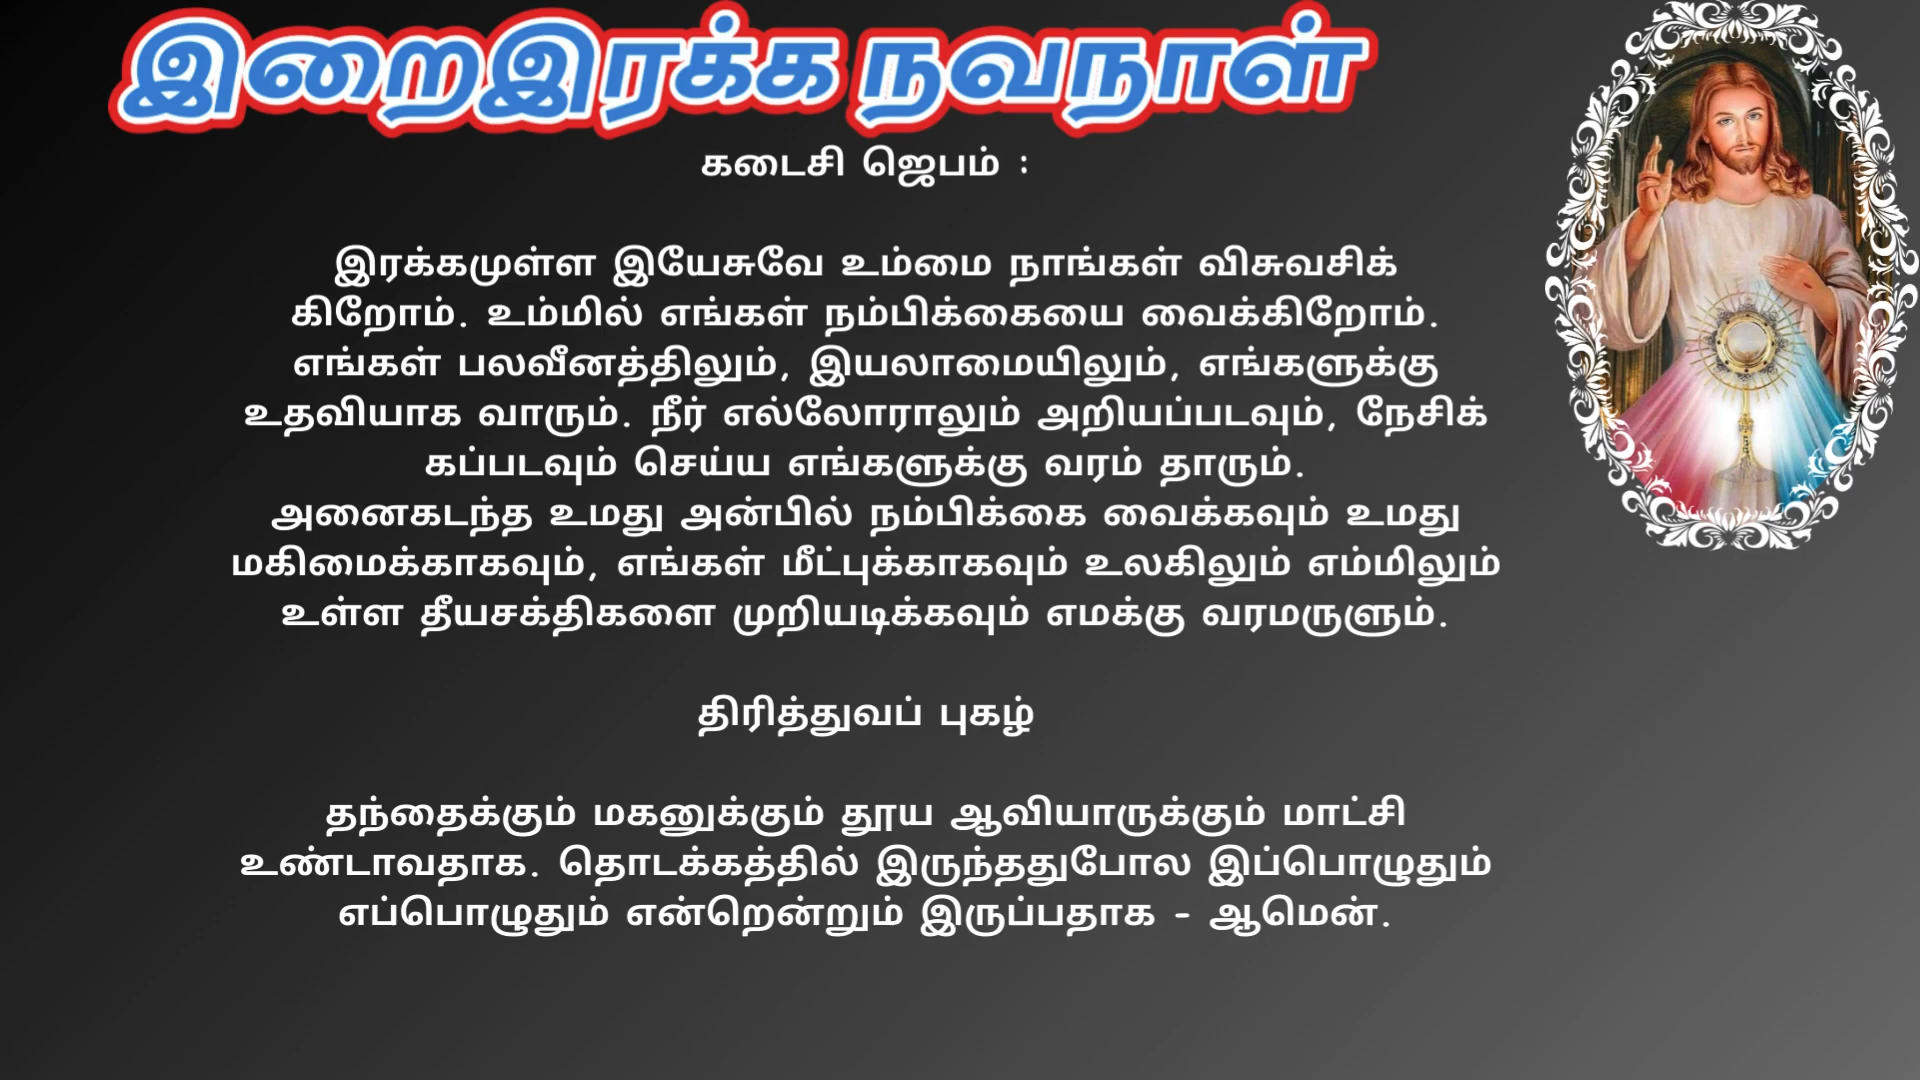 இறைஇரக்க நவநாள்
கடைசி ஜெபம் :
இரக்கமுள்ள இயேசுவே உம்மை நாங்கள் விசுவசிக்
கிறோம். உம்மில் எங்கள் நம்பிக்கையை வைக்கிறோம்.
எங்கள் பலவீனத்திலும், இயலாமையிலும், எங்களுக்கு
உதவியாக வாரும். நீர் எல்லோராலும் அறியப்படவும், நேசிக்
கப்படவும் செய்ய எங்களுக்கு வரம் தாரும்.
அனைகடந்த உமது அன்பில் நம்பிக்கை வைக்கவும் உமது
மகிமைக்காகவும், எங்கள் மீட்புக்காகவும் உலகிலும் எம்மிலும்
உள்ள தீயசக்திகளை முறியடிக்கவும் எமக்கு வரமருளும்.
திரித்துவப் புகழ்
தந்தைக்கும் மகனுக்கும் தூய ஆவியாருக்கும் மாட்சி
உண்டாவதாக. தொடக்கத்தில் இருந்ததுபோல இப்பொழுதும்
எப்பொழுதும் என்றென்றும் இருப்பதாக - ஆமென்.